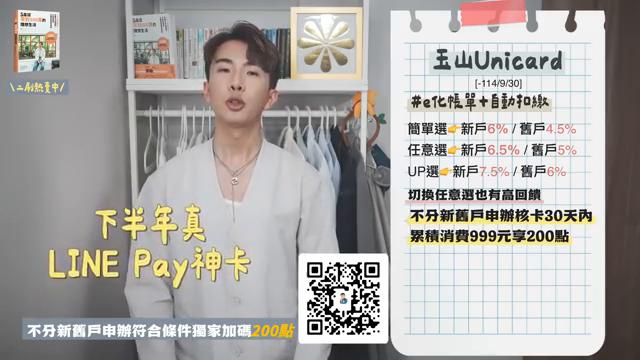 二刷熱賣中
玉山Unicard
[-114/9/30]
#e化帳單+自動扣繳
簡單選👉新戶6% / 舊戶4.5%
任意選👉新戶6.5% / 舊戶5%
UP選👉新戶7.5% / 舊戶6%
切換任意選也有高回饋
不分新舊戶申辦核卡30天內
累積消費999元享200點
下半年真
LINE Pay神卡
不分新舊戶申辦符合條件獨家加碼200點